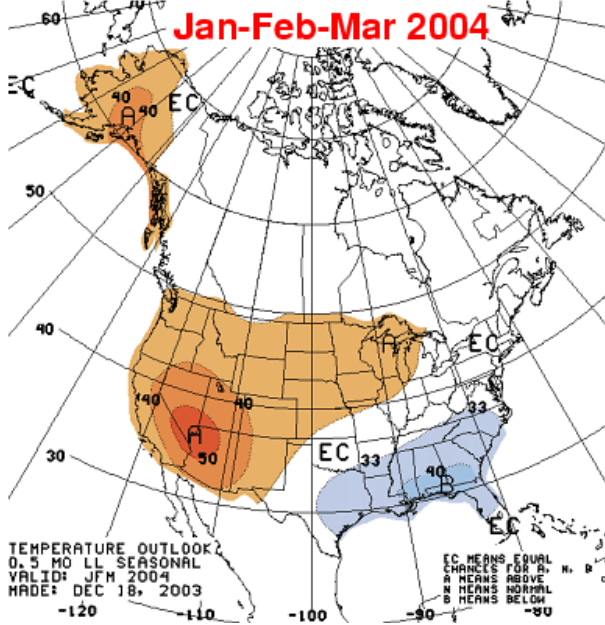 Jan-Feb-Mar 2004
60
70
EC
40
40
EC
A
50
40
A
EC
40
40
33
A
50
EC
33
30
40
B
EC
TEMPERATURE OUTLOOK
0.5 MO LL SEASONAL
VALID: JFM 2004
MADE: DEC 18, 2003
EC MEANS EQUAL
CHANCES FOR A, N, B
A MEANS ABOVE
N MEANS NORMAL
B MEANS BELOW
-120
-110
-100
-90
-80